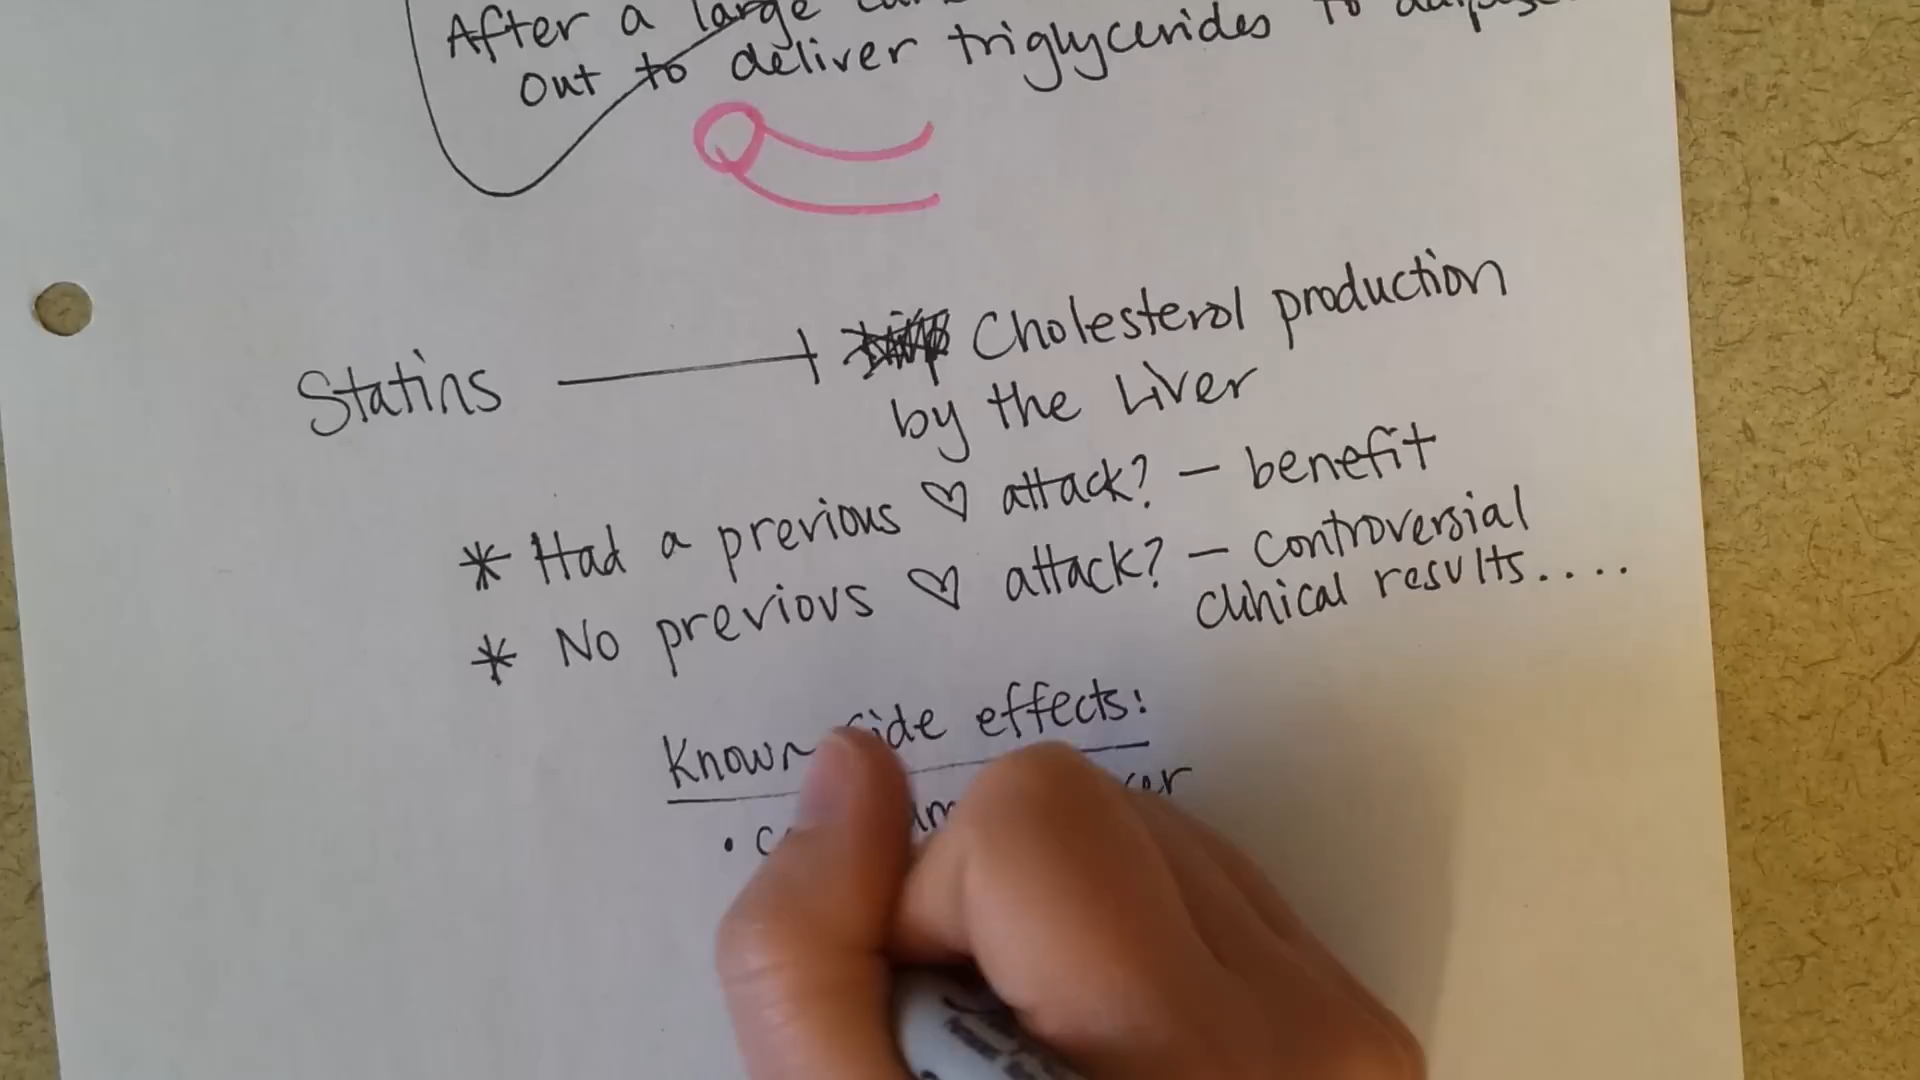 After a large
out to deliver triglycerides to
Statins Cholesterol production
by the Liver
* Had a previous ♡ attack? - benefit
* No previous ♡ attack? - controversial
clinical results....
Known side effects: